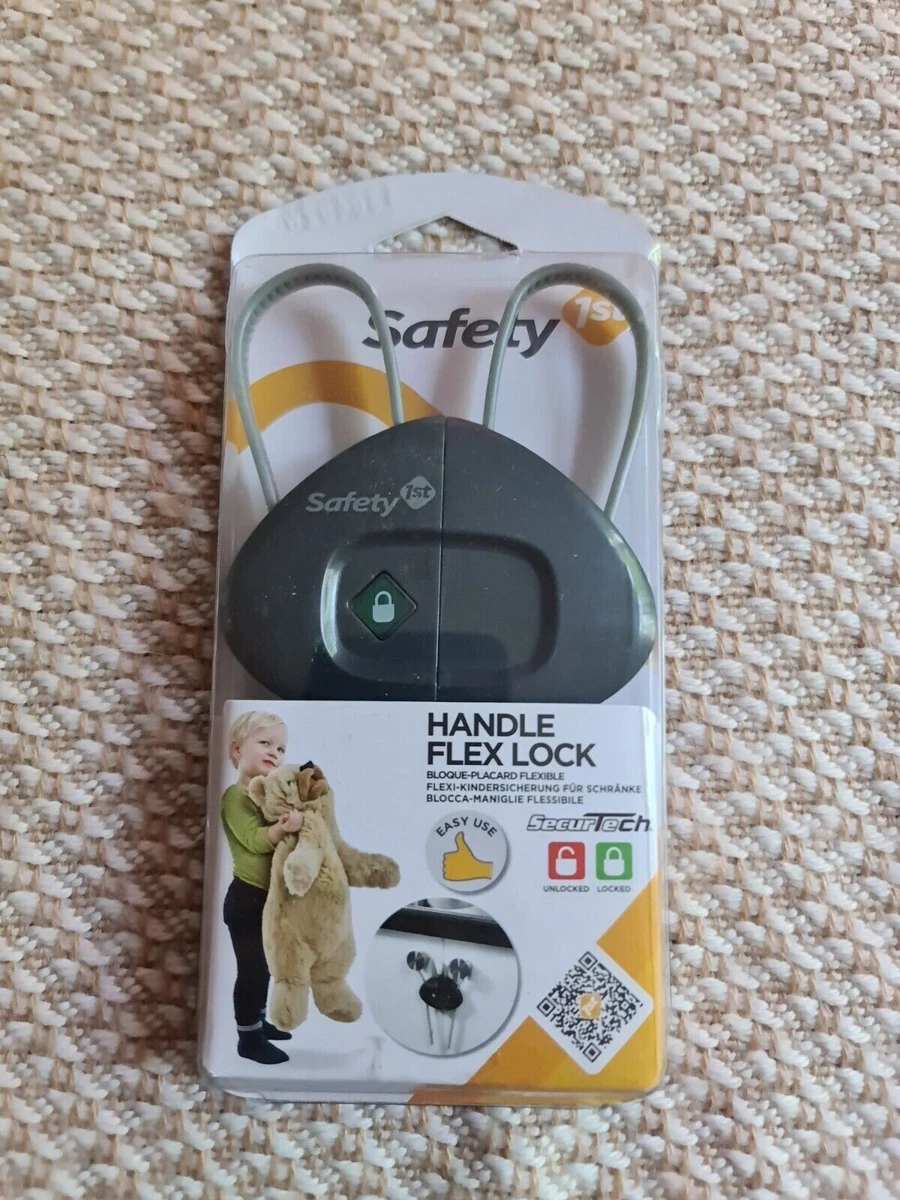 Safety 1st
Safety 1st
HANDLE
FLEX LOCK
BLOQUE-PLACARD FLEXIBLE
FLEXI-KINDERSICHERUNG FÜR SCHRÄNKE
BLOCCA-MANIGLIE FLESSIBILE
EASY USE
SecurTech
UNLOCKED LOCKED